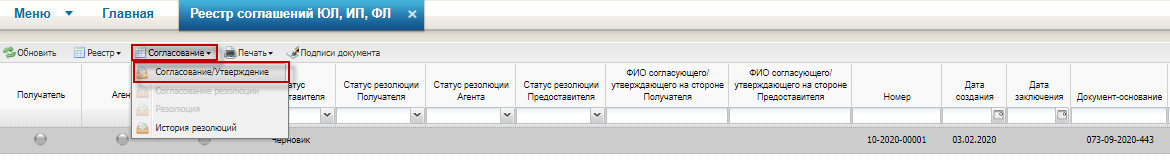 Меню Главная Реестр соглашений ЮЛ, ИП, ФЛ
Обновить Реестр Согласование Печать Подписи документа
Согласование/Утверждение
Согласование резолюции
Резолюция
История резолюций
Получатель
Статус резолюции Получателя
Статус резолюции Агента
Статус резолюции Предоставителя
ФИО согласующего/ утверждающего на стороне Получателя
ФИО согласующего/ утверждающего на стороне Предоставителя
Номер
Дата создания
Дата заключения
Документ-основание
Черновик 10-2020-00001 03.02.2020 073-09-2020-443